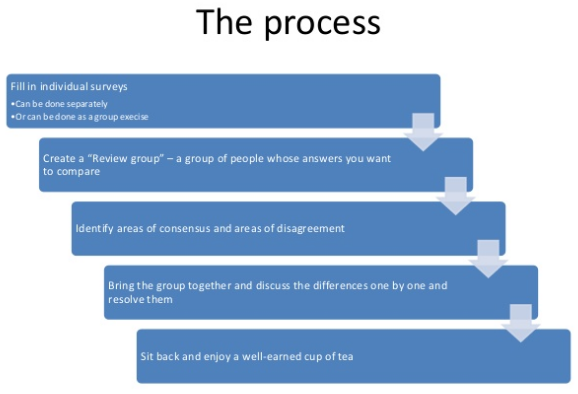 The process
Fill in individual surveys
•Can be done separately
•Or can be done as a group execise
Create a “Review group” – a group of people whose answers you want
to compare
Identify areas of consensus and areas of disagreement
Bring the group together and discuss the differences one by one and
resolve them
Sit back and enjoy a well-earned cup of tea